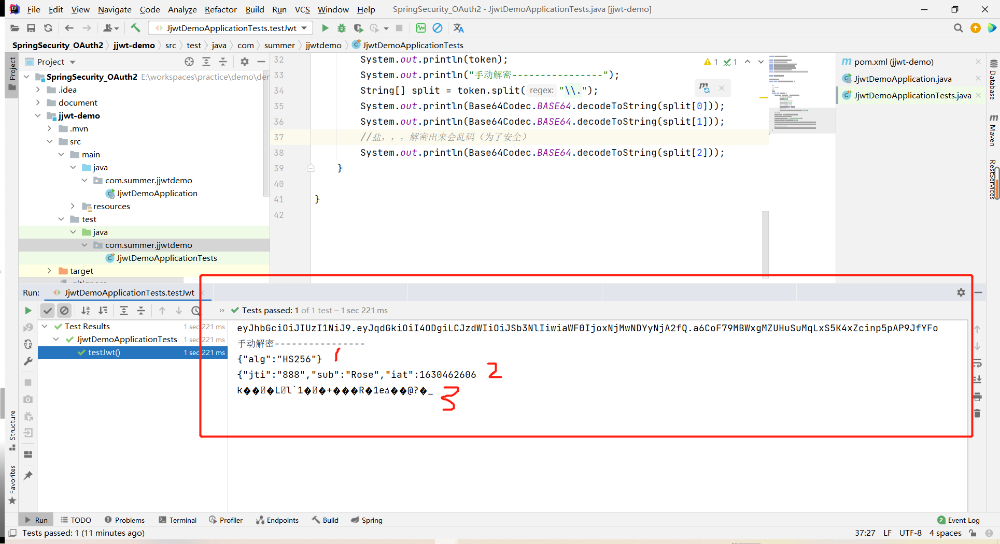 File Edit View Navigate Code Analyze Refactor Build Run VCS Window Help SpringSecurity_OAuth2 - JjwtDemoApplicationTests.java [jjwt-demo]
JjwtDemoApplicationTests.testJwt
SpringSecurity_OAuth2 jjwt-demo src test java com summer jjwtdemo JjwtDemoApplicationTests
Project
Project
SpringSecurity_OAuth2 E:\workspaces\practice\demo\der
.idea
document
jjwt-demo
.mvn
src
main
java
com.summer.jjwtdemo
JjwtDemoApplication
resources
test
java
com.summer.jjwtdemo
JjwtDemoApplicationTests
target
.gitignore
32 System.out.println(token);
33 System.out.println("手动解密----------------");
34 String[] split = token.split( regex: "\\.");
35 System.out.println(Base64Codec.BASE64.decodeToString(split[0]));
36 System.out.println(Base64Codec.BASE64.decodeToString(split[1]));
37 //盐，，，解密出来会乱码（为了安全）
38 System.out.println(Base64Codec.BASE64.decodeToString(split[2]));
39 }
40
41 }
42
1 1
pom.xml (jjwt-demo)
JjwtDemoApplication.java
JjwtDemoApplicationTests.java
Database
Maven
RestServices
Run: JjwtDemoApplicationTests.testJwt
Tests passed: 1 of 1 test – 1 sec 221 ms
Test Results 1 sec 221 ms
JjwtDemoApplicationTests 1 sec 221 ms
testJwt() 1 sec 221 ms
eyJhbGciOiJIUzI1NiJ9.eyJqdGkiOiI4ODgiLCJzdWIiOiJSb3NlIiwiaWF0IjoxNjMwNDYyNjA2fQ.a6CoF79MBWxgMZUHuSuMqLxS5K4xZcinp5pAP9JfYFo
手动解密----------------
{"alg":"HS256"} 1
{"jti":"888","sub":"Rose","iat":1630462606 2
k��⍰�L⍰l`1�⍰�+���R�1eȧ��@?�_ 3
Structure
Favorites
Run TODO Problems Terminal Profiler Endpoints Build Spring 2 Event Log
Tests passed: 1 (11 minutes ago) 37:27 LF UTF-8 4 spaces